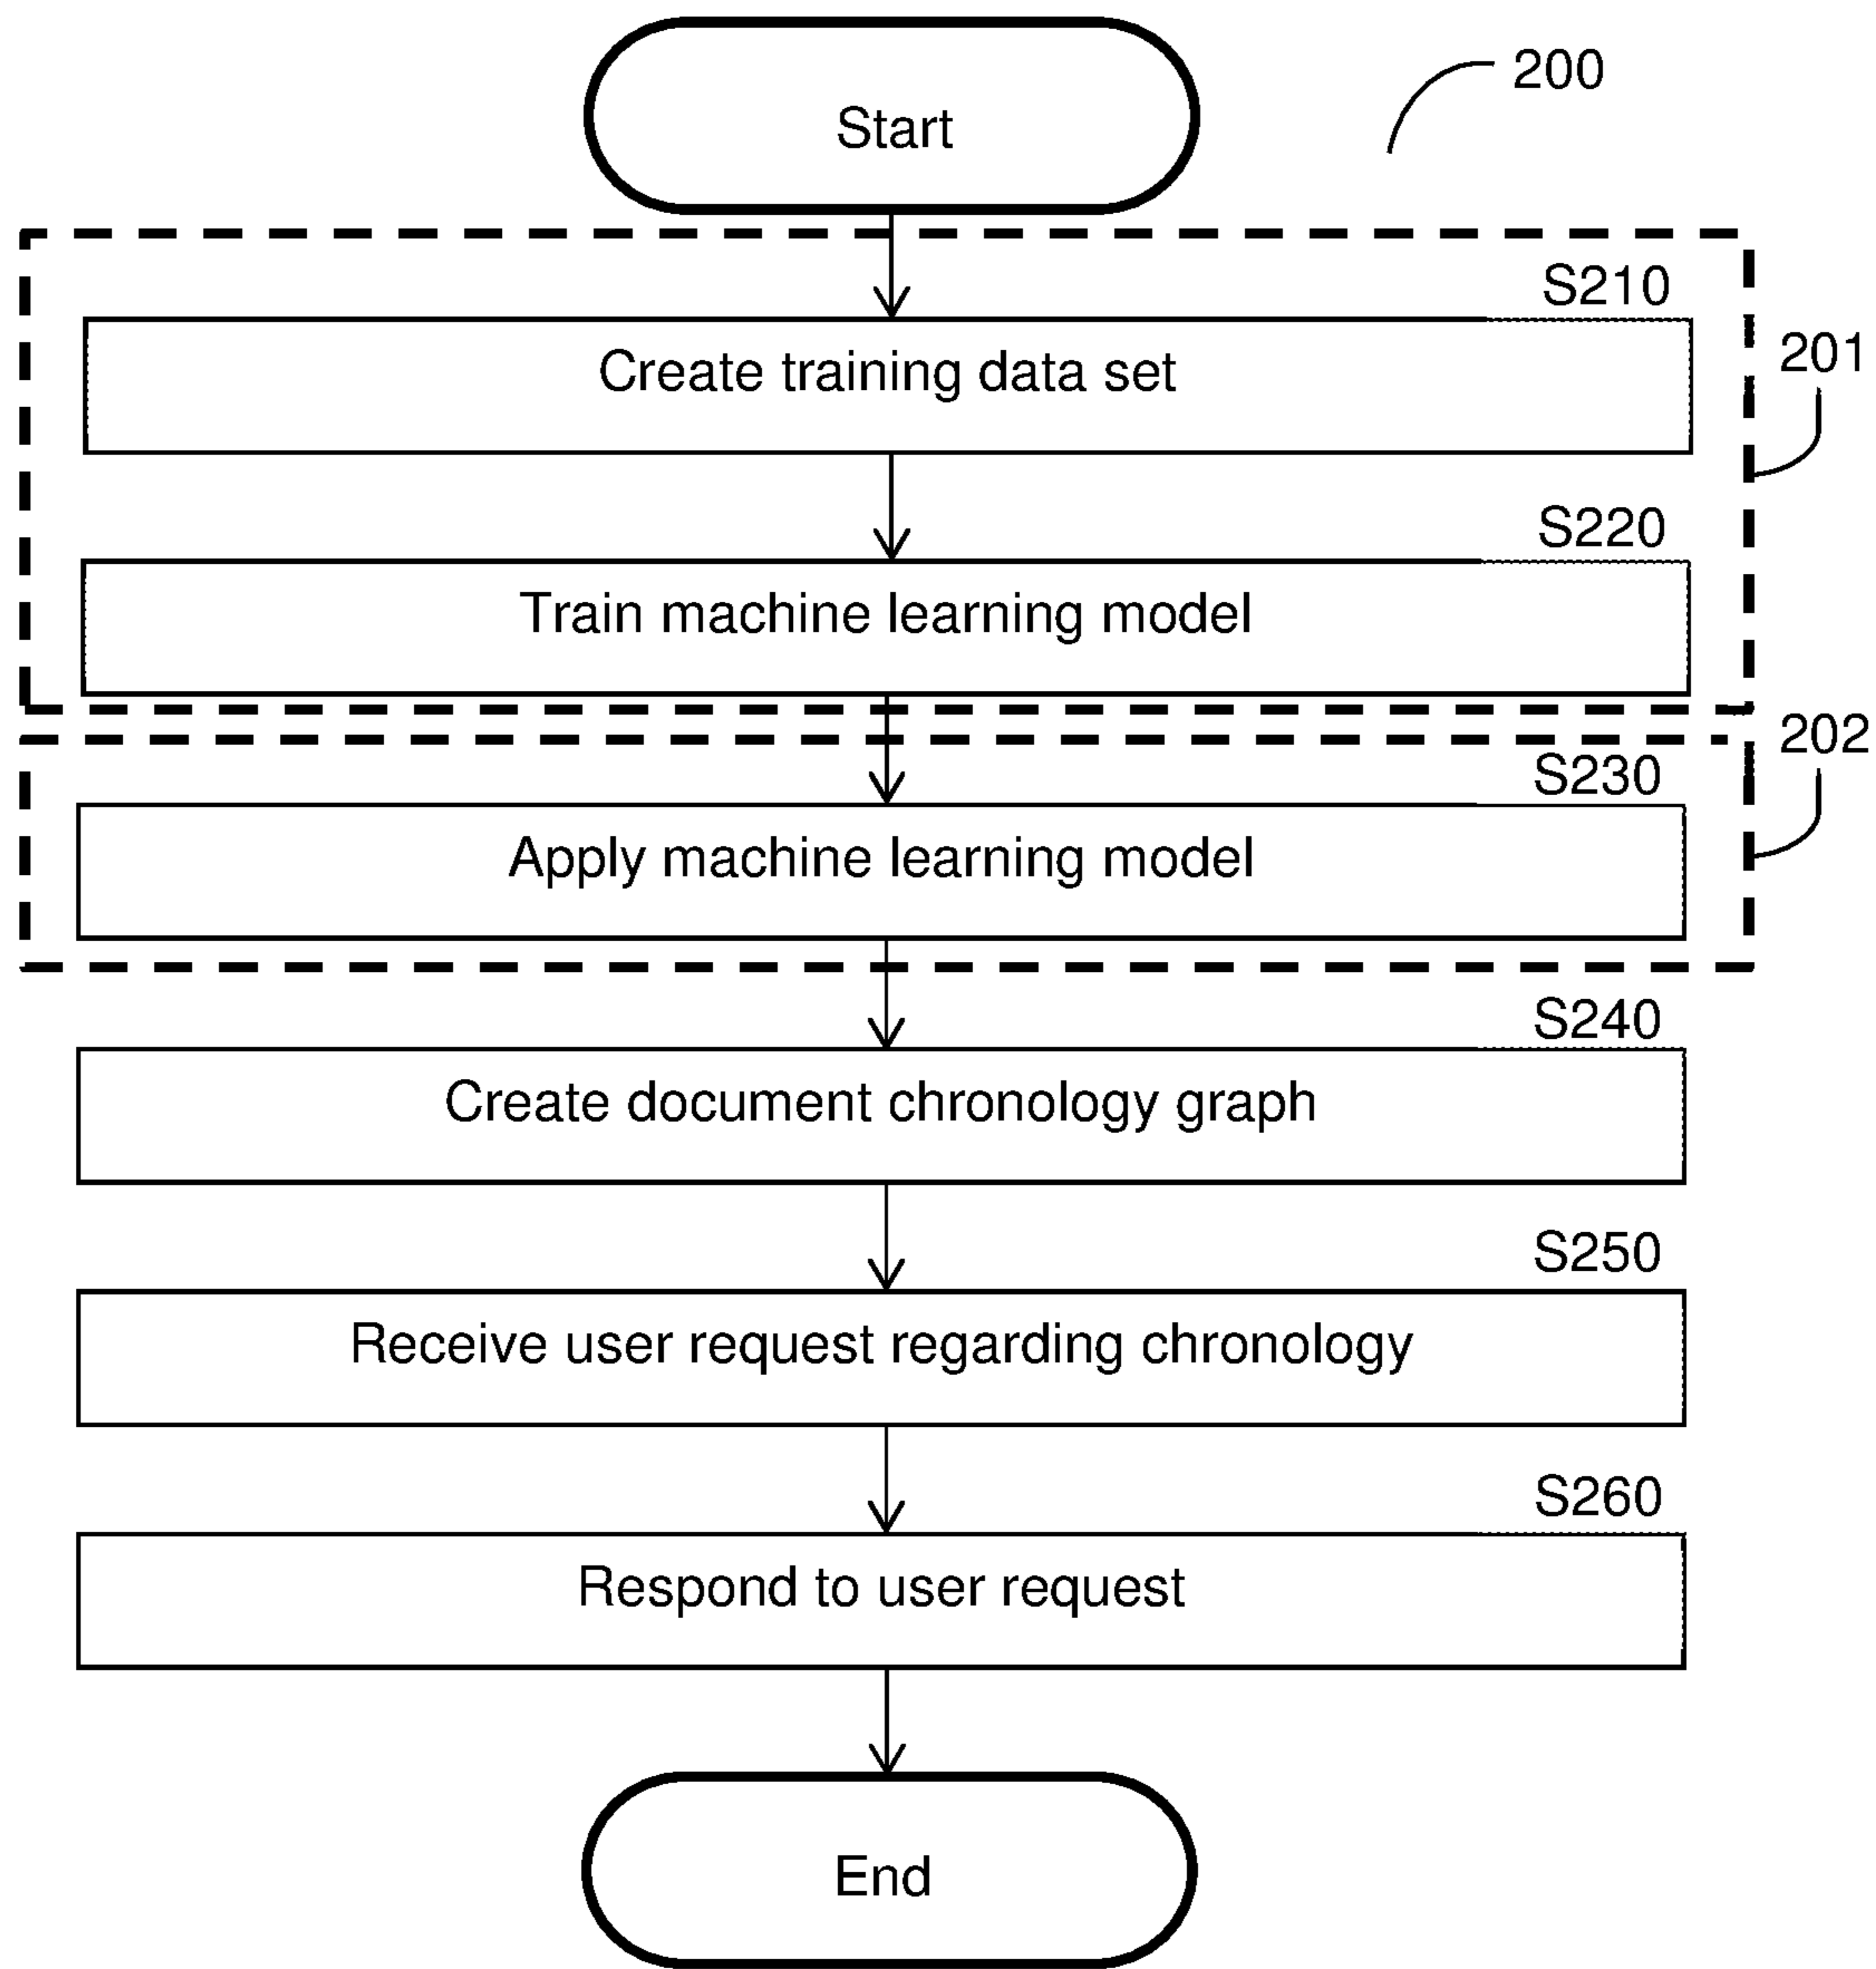 Start
200
S210
Create training data set
201
S220
Train machine learning model
202
S230
Apply machine learning model
S240
Create document chronology graph
S250
Receive user request regarding chronology
S260
Respond to user request
End